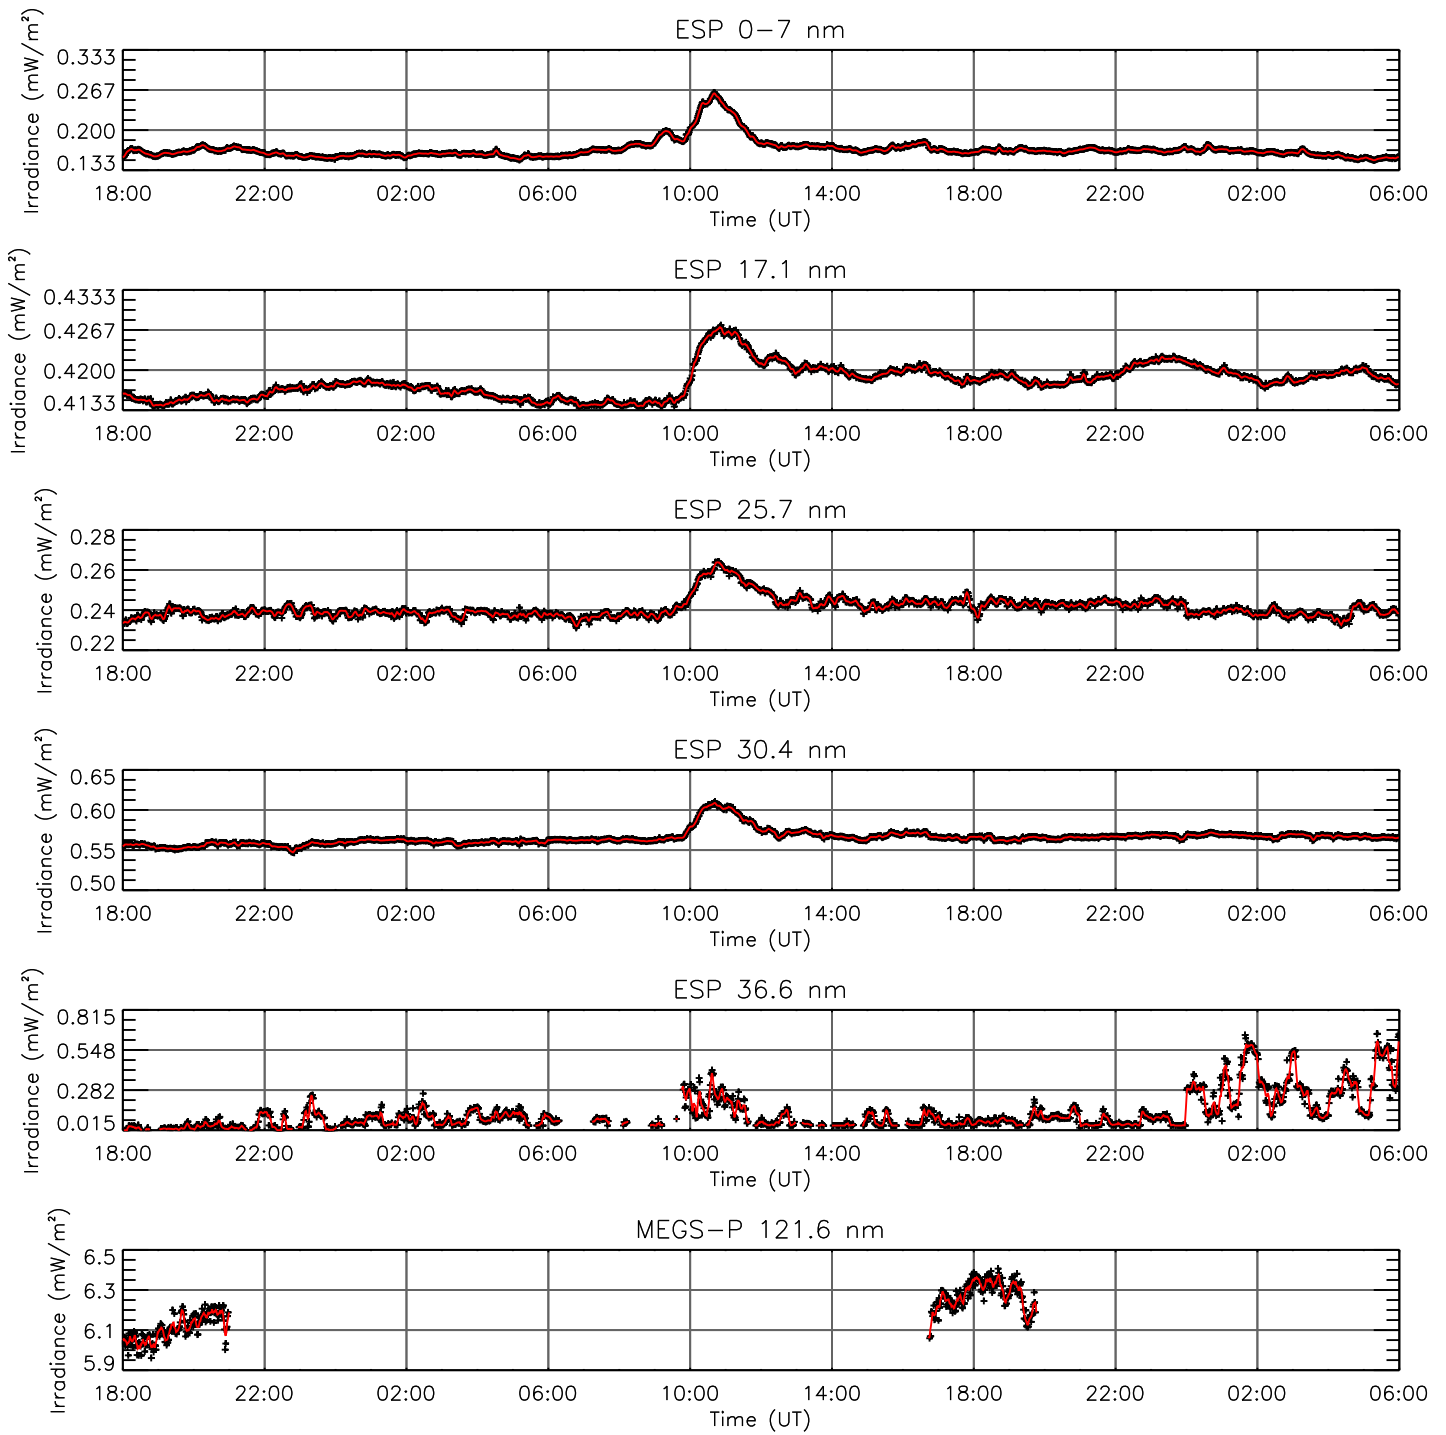 ESP 0-7 nm
Irradiance (mW/m²)
0.333
0.267
0.200
0.133
18:00 22:00 02:00 06:00 10:00 14:00 18:00 22:00 02:00 06:00
Time (UT)
ESP 17.1 nm
Irradiance (mW/m²)
0.4333
0.4267
0.4200
0.4133
18:00 22:00 02:00 06:00 10:00 14:00 18:00 22:00 02:00 06:00
Time (UT)
ESP 25.7 nm
Irradiance (mW/m²)
0.28
0.26
0.24
0.22
18:00 22:00 02:00 06:00 10:00 14:00 18:00 22:00 02:00 06:00
Time (UT)
ESP 30.4 nm
Irradiance (mW/m²)
0.65
0.60
0.55
0.50
18:00 22:00 02:00 06:00 10:00 14:00 18:00 22:00 02:00 06:00
Time (UT)
ESP 36.6 nm
Irradiance (mW/m²)
0.815
0.548
0.282
0.015
18:00 22:00 02:00 06:00 10:00 14:00 18:00 22:00 02:00 06:00
Time (UT)
MEGS-P 121.6 nm
Irradiance (mW/m²)
6.5
6.3
6.1
5.9
18:00 22:00 02:00 06:00 10:00 14:00 18:00 22:00 02:00 06:00
Time (UT)